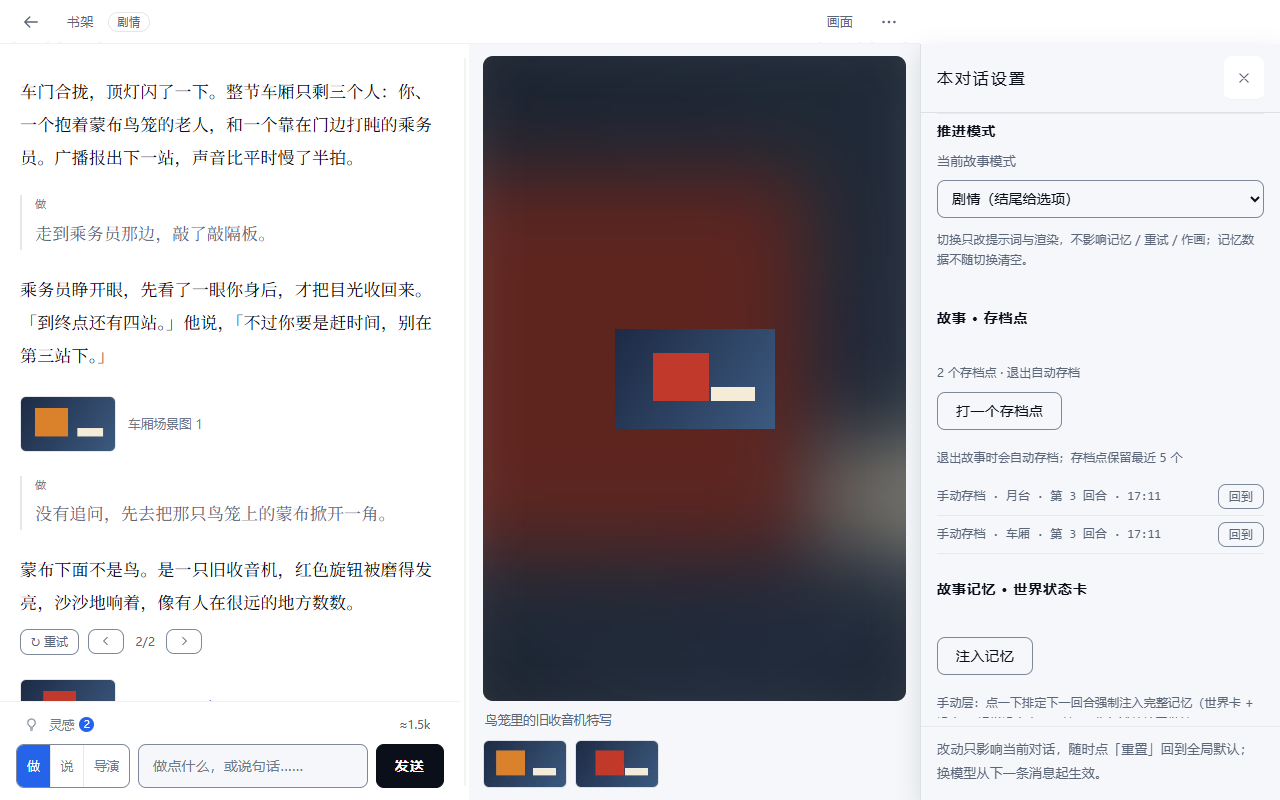 书架
剧情
画面
车门合拢，顶灯闪了一下。整节车厢只剩三个人：你、
一个抱着蒙布鸟笼的老人，和一个靠在门边打盹的乘务
员。广播报出下一站，声音比平时慢了半拍。
做
走到乘务员那边，敲了敲隔板。
乘务员睁开眼，先看了一眼你身后，才把目光收回来。
「到终点还有四站。」他说，「不过你要是赶时间，别在
第三站下。」
车厢场景图 1
做
没有追问，先去把那只鸟笼上的蒙布掀开一角。
蒙布下面不是鸟。是一只旧收音机，红色旋钮被磨得发
亮，沙沙地响着，像有人在很远的地方数数。
↻ 重试
2/2
灵感 2
≈1.5k
做
说
导演
做点什么，或说句话……
发送
鸟笼里的旧收音机特写
本对话设置
推进模式
当前故事模式
剧情（结尾给选项）
切换只改提示词与渲染，不影响记忆 / 重试 / 作画；记忆数
据不随切换清空。
故事 • 存档点
2 个存档点 · 退出自动存档
打一个存档点
退出故事时会自动存档；存档点保留最近 5 个
手动存档 · 月台 · 第 3 回合 · 17:11
回到
手动存档 · 车厢 · 第 3 回合 · 17:11
回到
故事记忆 • 世界状态卡
注入记忆
手动层：点一下排定下一回合强制注入完整记忆（世界卡 +
改动只影响当前对话，随时点「重置」回到全局默认；
换模型从下一条消息起生效。